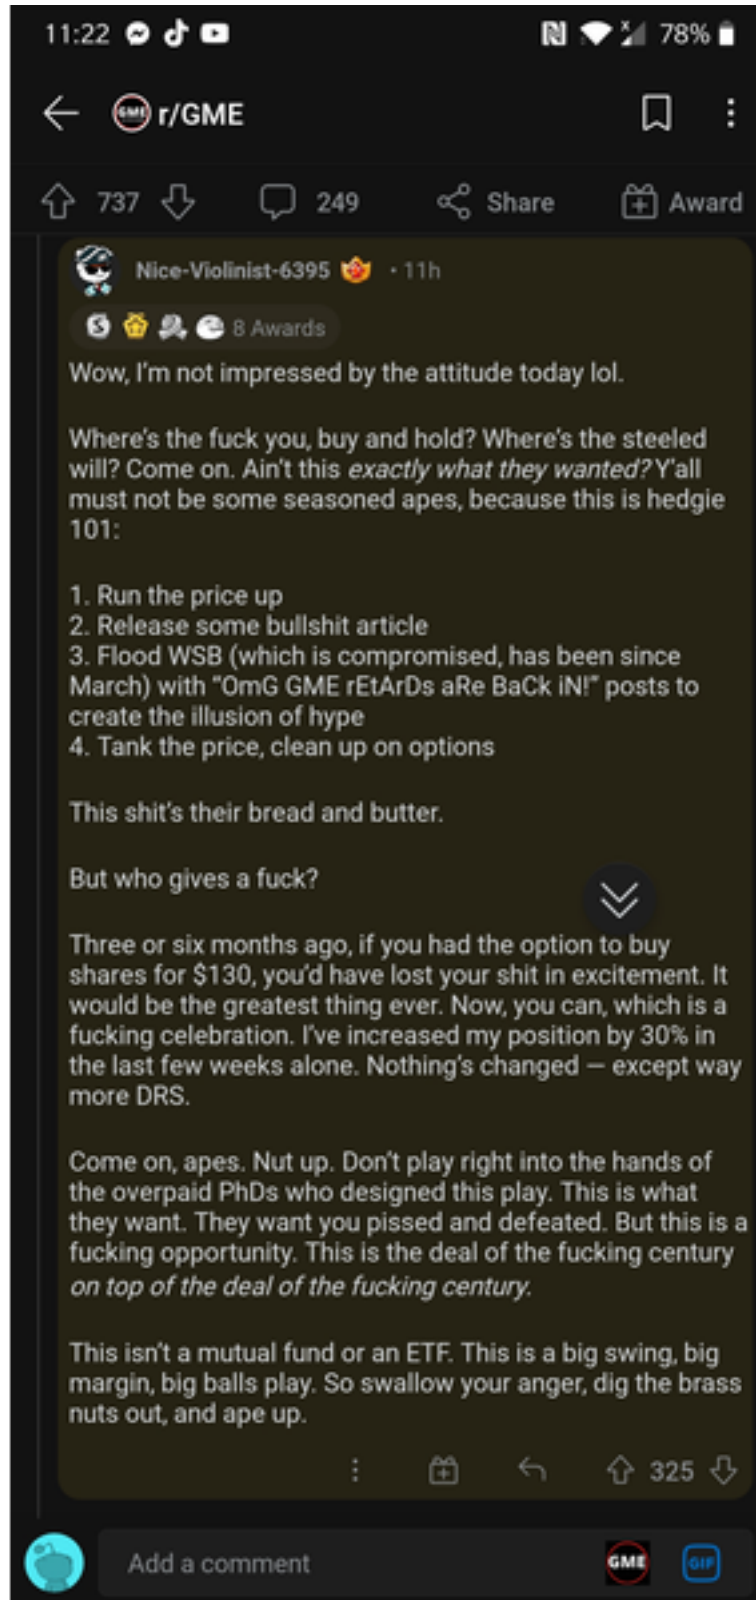 11:22 78%
r/GME
737 249 Share Award
Nice-Violinist-6395 • 11h
8 Awards
Wow, I'm not impressed by the attitude today lol.
Where's the fuck you, buy and hold? Where's the steeled
will? Come on. Ain't this exactly what they wanted? Y'all
must not be some seasoned apes, because this is hedgie
101:
1. Run the price up
2. Release some bullshit article
3. Flood WSB (which is compromised, has been since
March) with “OmG GME rEtArDs aRe BaCk iN!” posts to
create the illusion of hype
4. Tank the price, clean up on options
This shit's their bread and butter.
But who gives a fuck?
Three or six months ago, if you had the option to buy
shares for $130, you'd have lost your shit in excitement. It
would be the greatest thing ever. Now, you can, which is a
fucking celebration. I've increased my position by 30% in
the last few weeks alone. Nothing's changed — except way
more DRS.
Come on, apes. Nut up. Don't play right into the hands of
the overpaid PhDs who designed this play. This is what
they want. They want you pissed and defeated. But this is a
fucking opportunity. This is the deal of the fucking century
on top of the deal of the fucking century.
This isn't a mutual fund or an ETF. This is a big swing, big
margin, big balls play. So swallow your anger, dig the brass
nuts out, and ape up.
325
Add a comment GME GIF